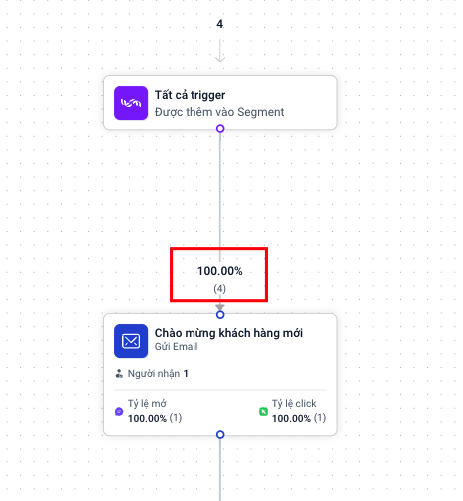 4
Tất cả trigger
Được thêm vào Segment
100.00%
(4)
Chào mừng khách hàng mới
Gửi Email
Người nhận 1
Tỷ lệ mở
100.00% (1)
Tỷ lệ click
100.00% (1)